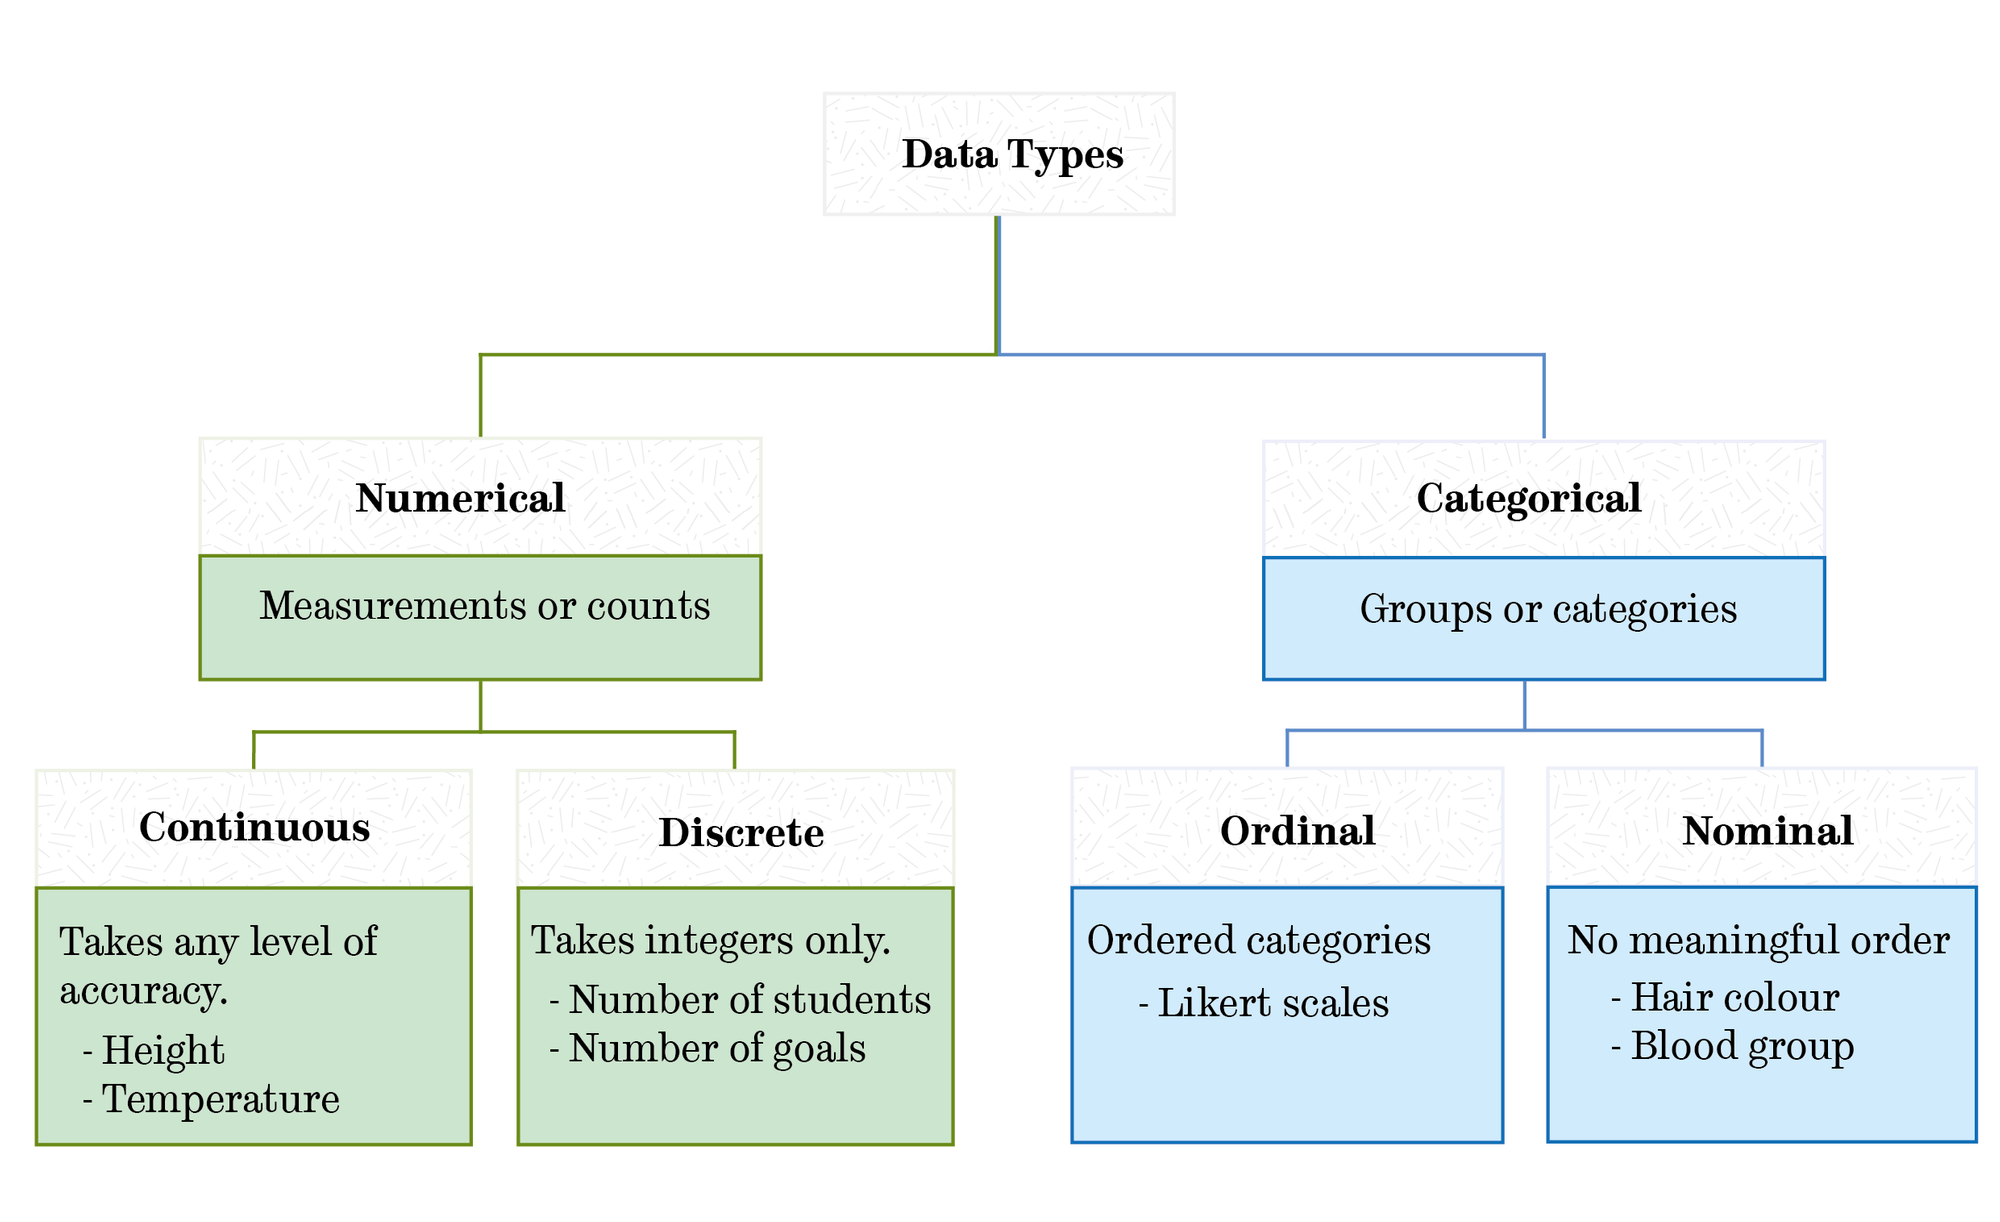 Data Types
Numerical
Measurements or counts
Categorical
Groups or categories
Continuous
Takes any level of
accuracy.
- Height
- Temperature
Discrete
Takes integers only.
- Number of students
- Number of goals
Ordinal
Ordered categories
- Likert scales
Nominal
No meaningful order
- Hair colour
- Blood group